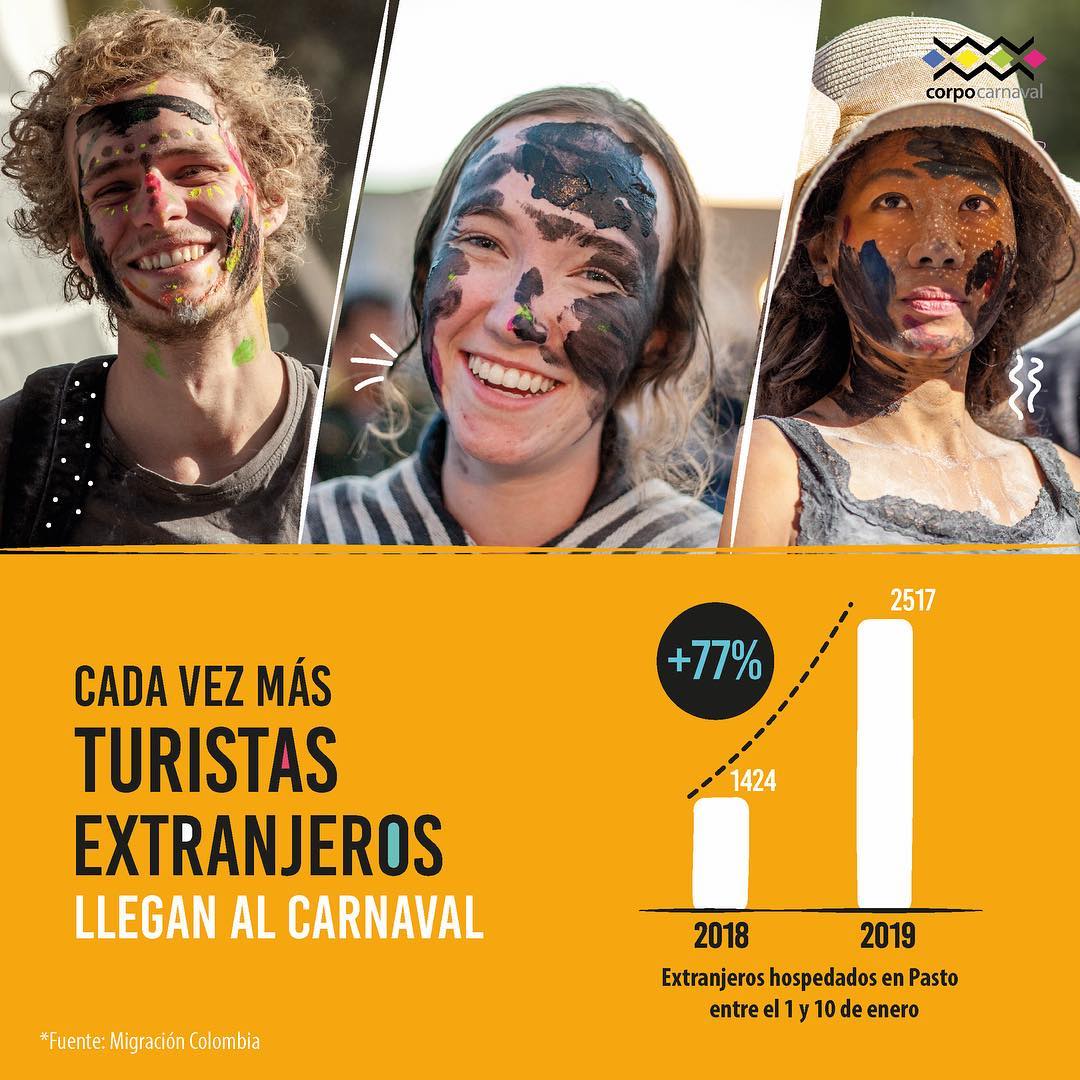 corpocarnaval
CADA VEZ MÁS
TURISTAS
EXTRANJEROS
LLEGAN AL CARNAVAL
+77%
2517
1424
2018 2019
Extranjeros hospedados en Pasto
entre el 1 y 10 de enero
*Fuente: Migración Colombia